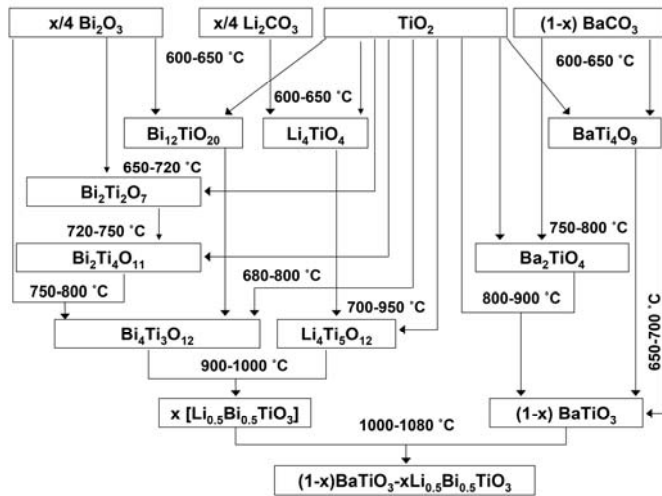 x/4 Bi₂O₃
x/4 Li₂CO₃
TiO₂
(1-x) BaCO₃
600-650 ˚C
600-650 ˚C
600-650 ˚C
Bi₁₂TiO₂₀
Li₄TiO₄
BaTi₄O₉
650-720 ˚C
Bi₂Ti₂O₇
720-750 ˚C
750-800 ˚C
Bi₂Ti₄O₁₁
Ba₂TiO₄
750-800 ˚C
680-800 ˚C
800-900 ˚C
700-950 ˚C
650-700 ˚C
Bi₄Ti₃O₁₂
Li₄Ti₅O₁₂
900-1000 ˚C
x [Li₀.₅Bi₀.₅TiO₃]
(1-x) BaTiO₃
1000-1080 ˚C
(1-x)BaTiO₃-xLi₀.₅Bi₀.₅TiO₃